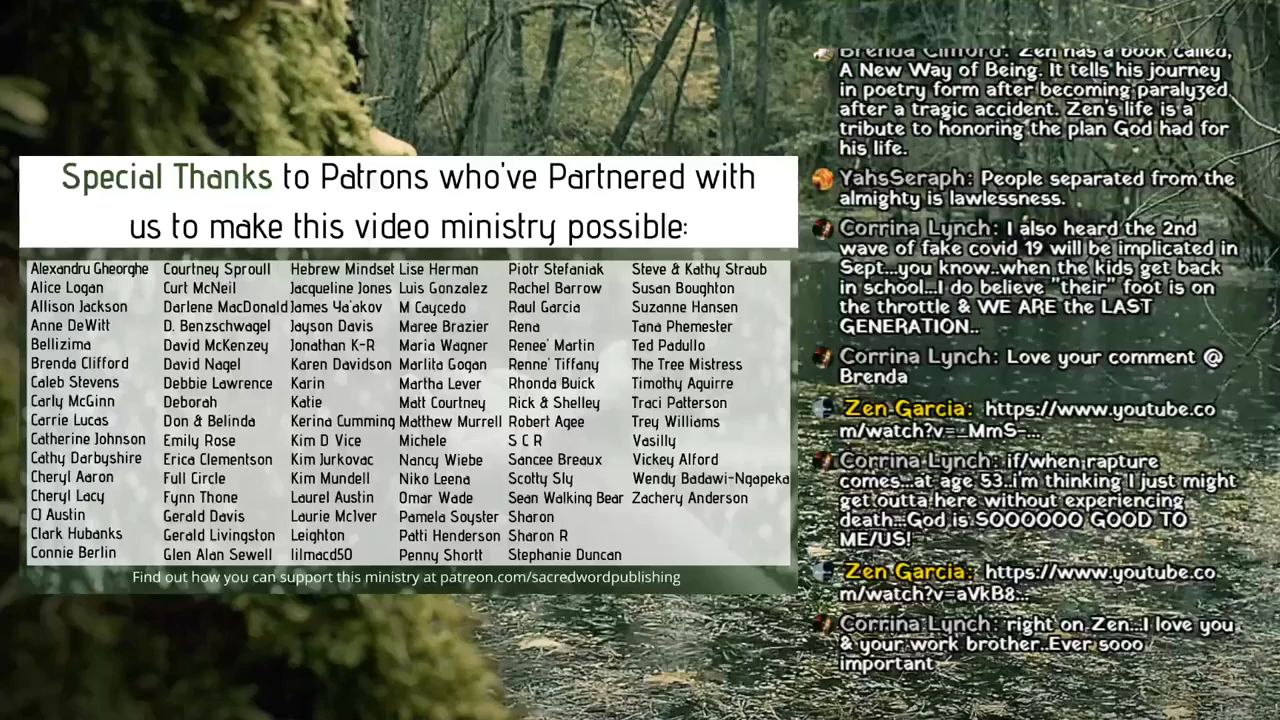 Special Thanks to Patrons who've Partnered with
us to make this video ministry possible:
Alexandru Gheorghe
Alice Logan
Allison Jackson
Anne DeWitt
Bellizima
Brenda Clifford
Caleb Stevens
Carly McGinn
Carrie Lucas
Catherine Johnson
Cathy Darbyshire
Cheryl Aaron
Cheryl Lacy
CJ Austin
Clark Hubanks
Connie Berlin
Courtney Sproull
Curt McNeil
Darlene MacDonald
D. Benzschwagel
David McKenzey
David Nagel
Debbie Lawrence
Deborah
Don & Belinda
Emily Rose
Erica Clementson
Full Circle
Fynn Thone
Gerald Davis
Gerald Livingston
Glen Alan Sewell
Hebrew Mindset
Jacqueline Jones
James Ya'akov
Jayson Davis
Jonathan K-R
Karen Davidson
Karin
Katie
Kerina Cumming
Kim D Vice
Kim Jurkovac
Kim Mundell
Laurel Austin
Laurie McIver
Leighton
lilmacd50
Lise Herman
Luis Gonzalez
M Caycedo
Maree Brazier
Maria Wagner
Marlita Gogan
Martha Lever
Matt Courtney
Matthew Murrell
Michele
Nancy Wiebe
Niko Leena
Omar Wade
Pamela Soyster
Patti Henderson
Penny Shortt
Piotr Stefaniak
Rachel Barrow
Raul Garcia
Rena
Renee' Martin
Renne' Tiffany
Rhonda Buick
Rick & Shelley
Robert Agee
S C R
Sancee Breaux
Scotty Sly
Sean Walking Bear
Sharon
Sharon R
Stephanie Duncan
Steve & Kathy Straub
Susan Boughton
Suzanne Hansen
Tana Phemester
Ted Padullo
The Tree Mistress
Timothy Aguirre
Traci Patterson
Trey Williams
Vasilly
Vickey Alford
Wendy Badawi-Ngapeka
Zachery Anderson
Find out how you can support this ministry at patreon.com/sacredwordpublishing
Brenda Clifford: Zen has a book called,
A New Way of Being. It tells his journey
in poetry form after becoming paralyzed
after a tragic accident. Zen's life is a
tribute to honoring the plan God had for
his life.
YahsSeraph: People separated from the
almighty is lawlessness.
Corrina Lynch: I also heard the 2nd
wave of fake covid 19 will be implicated in
Sept...you know..when the kids get back
in school...I do believe "their" foot is on
the throttle & WE ARE the LAST
GENERATION..
Corrina Lynch: Love your comment @
Brenda
Zen Garcia: https://www.youtube.co
m/watch?v=_MmS-...
Corrina Lynch: if/when rapture
comes...at age 53..i'm thinking I just might
get outta here without experiencing
death...God is SOOOOOO GOOD TO
ME/US!
Zen Garcia: https://www.youtube.co
m/watch?v=aVkB8...
Corrina Lynch: right on Zen...I love you
& your work brother..Ever sooo
important